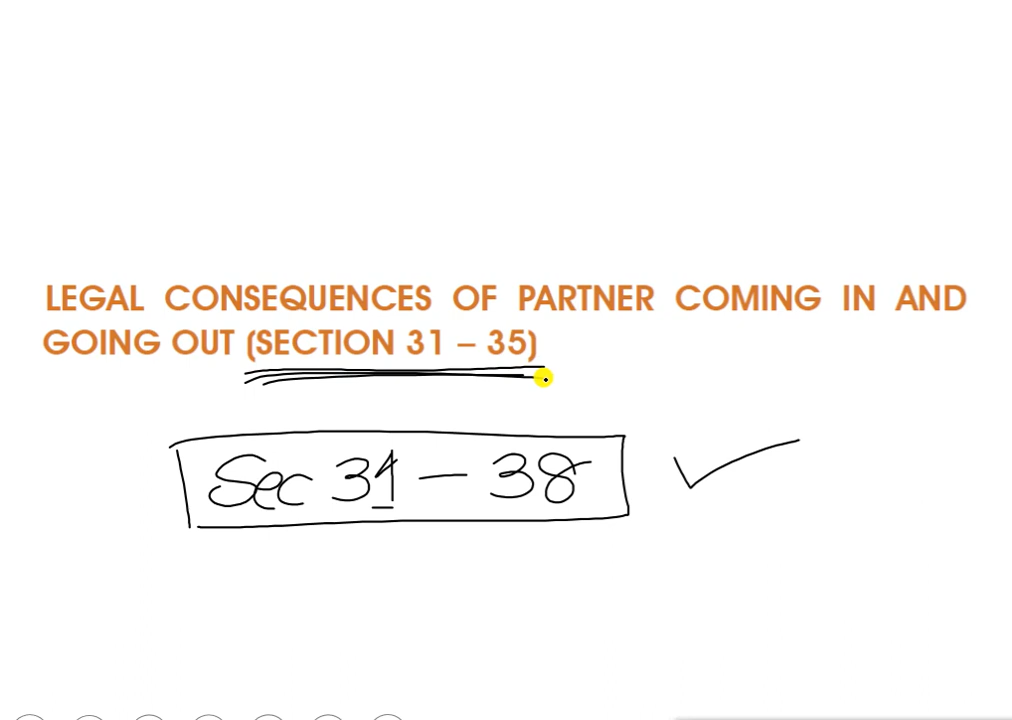 LEGAL CONSEQUENCES OF PARTNER COMING IN AND
GOING OUT (SECTION 31 – 35)
Sec 31 – 38